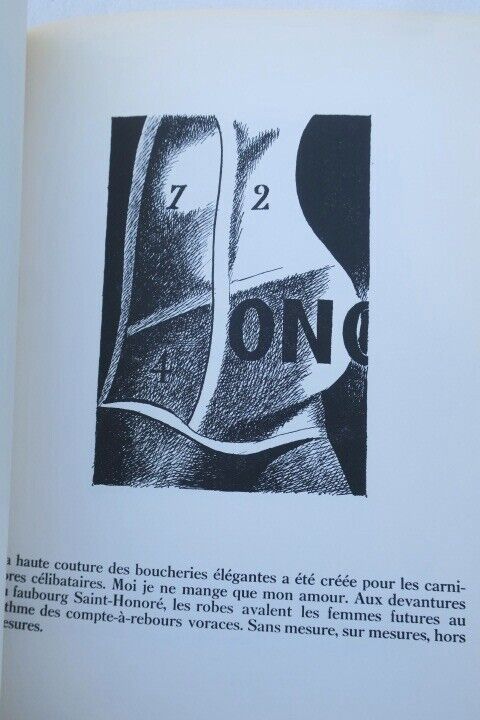 7 2
ONC
4
a haute couture des boucheries élégantes a été créée pour les carni-
ores célibataires. Moi je ne mange que mon amour. Aux devantures
faubourg Saint-Honoré, les robes avalent les femmes futures au
thme des compte-à-rebours voraces. Sans mesure, sur mesures, hors
esures.